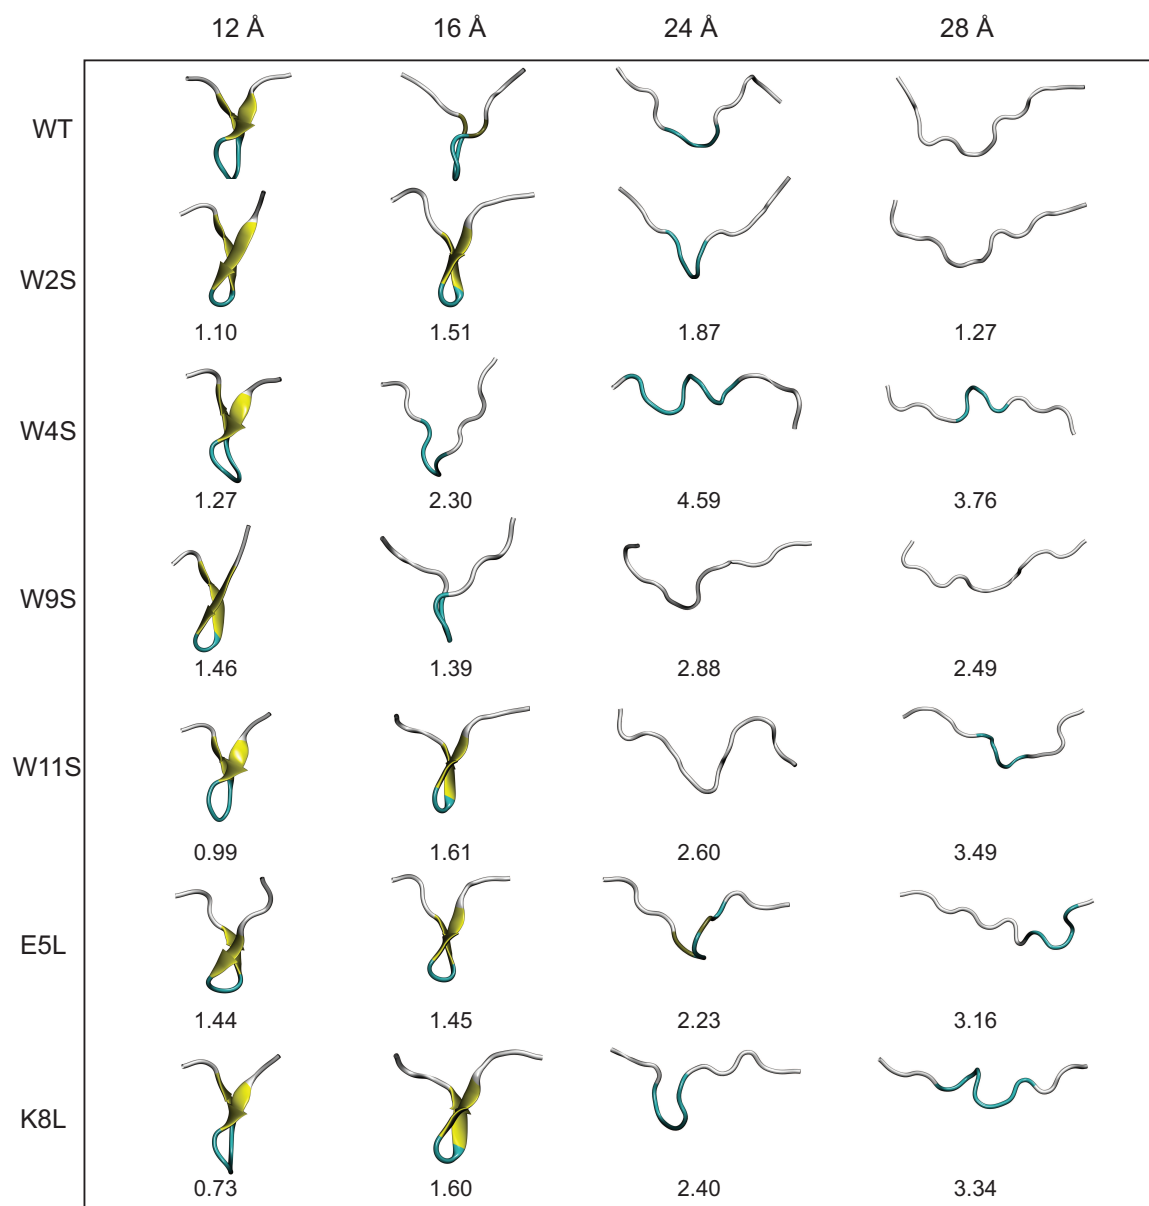 12 Å 16 Å 24 Å 28 Å
WT
W2S
1.10 1.51 1.87 1.27
W4S
1.27 2.30 4.59 3.76
W9S
1.46 1.39 2.88 2.49
W11S
0.99 1.61 2.60 3.49
E5L
1.44 1.45 2.23 3.16
K8L
0.73 1.60 2.40 3.34